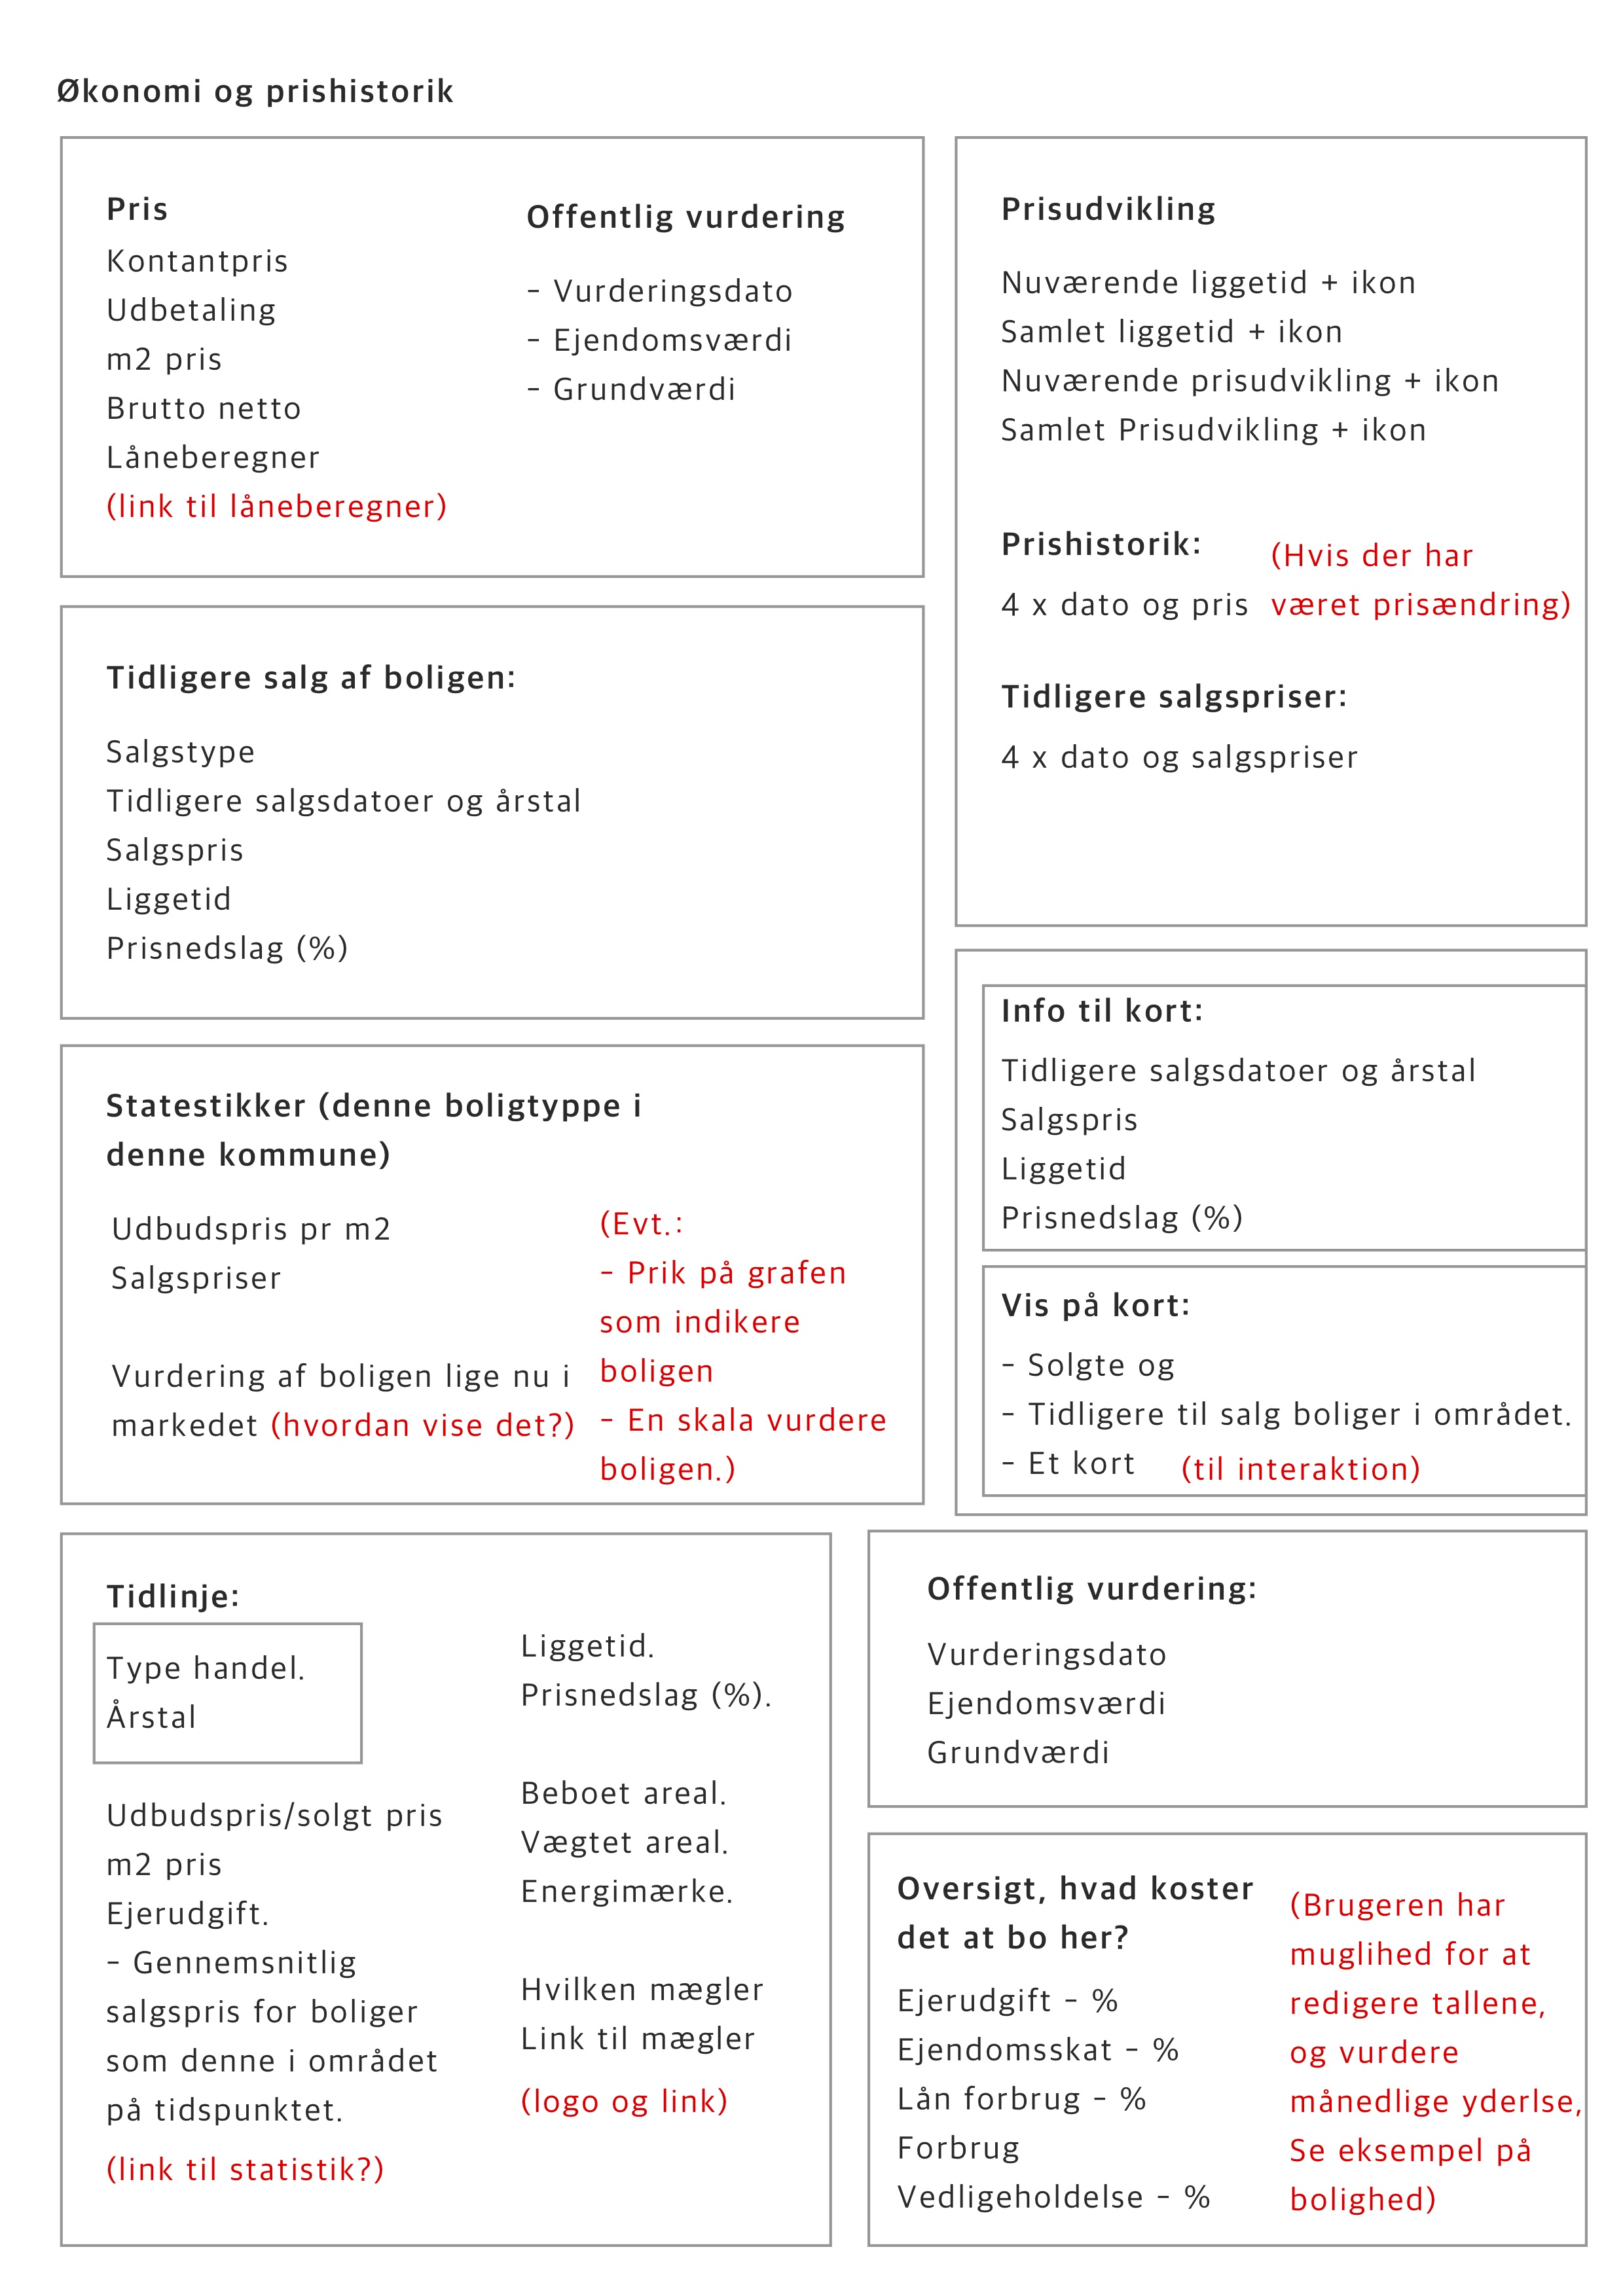 Økonomi og prishistorik
Pris
Kontantpris
Udbetaling
m2 pris
Brutto netto
Låneberegner
(link til låneberegner)
Offentlig vurdering
- Vurderingsdato
- Ejendomsværdi
- Grundværdi
Prisudvikling
Nuværende liggetid + ikon
Samlet liggetid + ikon
Nuværende prisudvikling + ikon
Samlet Prisudvikling + ikon
Prishistorik:
4 x dato og pris
(Hvis der har
været prisændring)
Tidligere salgspriser:
4 x dato og salgspriser
Tidligere salg af boligen:
Salgstype
Tidligere salgsdatoer og årstal
Salgspris
Liggetid
Prisnedslag (%)
Info til kort:
Tidligere salgsdatoer og årstal
Salgspris
Liggetid
Prisnedslag (%)
Vis på kort:
- Solgte og
- Tidligere til salg boliger i området.
- Et kort (til interaktion)
Statestikker (denne boligtyppe i
denne kommune)
Udbudspris pr m2
Salgspriser
Vurdering af boligen lige nu i
markedet (hvordan vise det?)
(Evt.:
- Prik på grafen
som indikere
boligen
- En skala vurdere
boligen.)
Tidlinje:
Type handel.
Årstal
Udbudspris/solgt pris
m2 pris
Ejerudgift.
- Gennemsnitlig
salgspris for boliger
som denne i området
på tidspunktet.
(link til statistik?)
Liggetid.
Prisnedslag (%).
Beboet areal.
Vægtet areal.
Energimærke.
Hvilken mægler
Link til mægler
(logo og link)
Offentlig vurdering:
Vurderingsdato
Ejendomsværdi
Grundværdi
Oversigt, hvad koster
det at bo her?
Ejerudgift - %
Ejendomsskat - %
Lån forbrug - %
Forbrug
Vedligeholdelse - %
(Brugeren har
muglihed for at
redigere tallene,
og vurdere
månedlige yderlse,
Se eksempel på
bolighed)